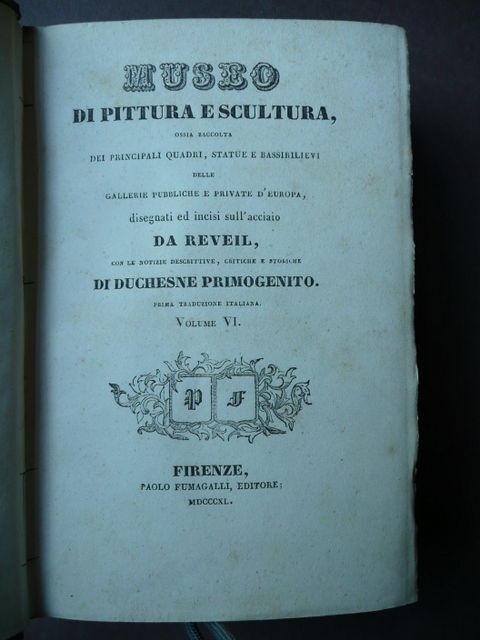 MUSEO
DI PITTURA E SCULTURA,
OSSIA RACCOLTA
DEI PRINCIPALI QUADRI, STATUE E BASSIRILIEVI
DELLE
GALLERIE PUBBLICHE E PRIVATE D'EUROPA,
disegnati ed incisi sull'acciaio
DA REVEIL,
CON LE NOTIZIE DESCRITTIVE, CRITICHE E STORICHE
DI DUCHESNE PRIMOGENITO.
PRIMA TRADUZIONE ITALIANA.
VOLUME VI.
P F
FIRENZE,
PAOLO FUMAGALLI, EDITORE;
MDCCCXL.